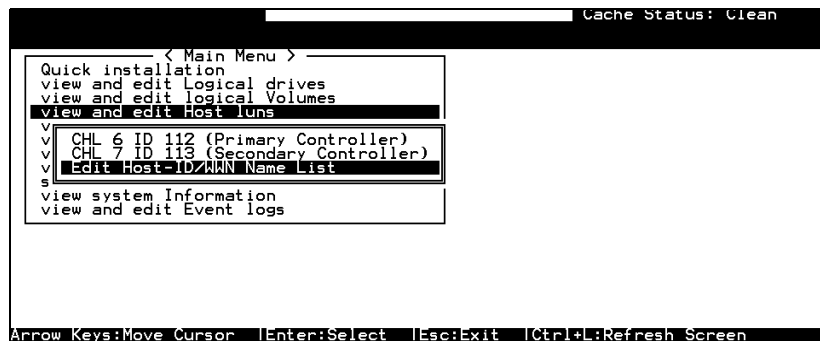 Cache Status: Clean
< Main Menu >
Quick installation
view and edit Logical drives
view and edit logical Volumes
view and edit Host luns
v
v CHL 6 ID 112 (Primary Controller)
v CHL 7 ID 113 (Secondary Controller)
v Edit Host-ID/WWN Name List
s
view system Information
view and edit Event logs
Arrow Keys:Move Cursor |Enter:Select |Esc:Exit |Ctrl+L:Refresh Screen